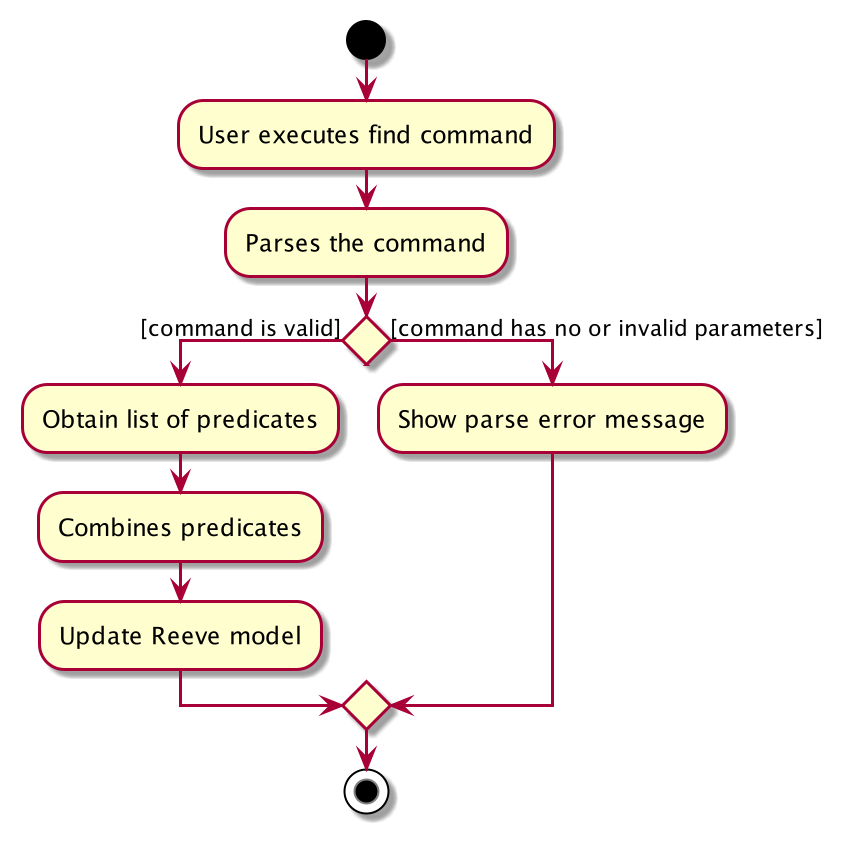 User executes find command
Parses the command
[command is valid]
[command has no or invalid parameters]
Obtain list of predicates
Show parse error message
Combines predicates
Update Reeve model